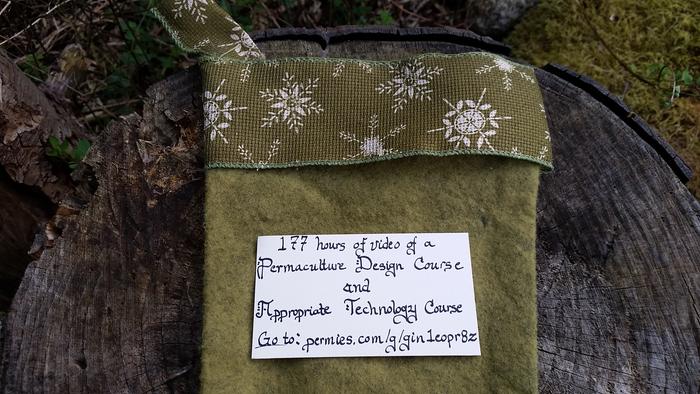 177 hours of video of a
Permaculture Design Course
and
Appropriate Technology Course
Go to: permies.com/g/gin1eopr8z